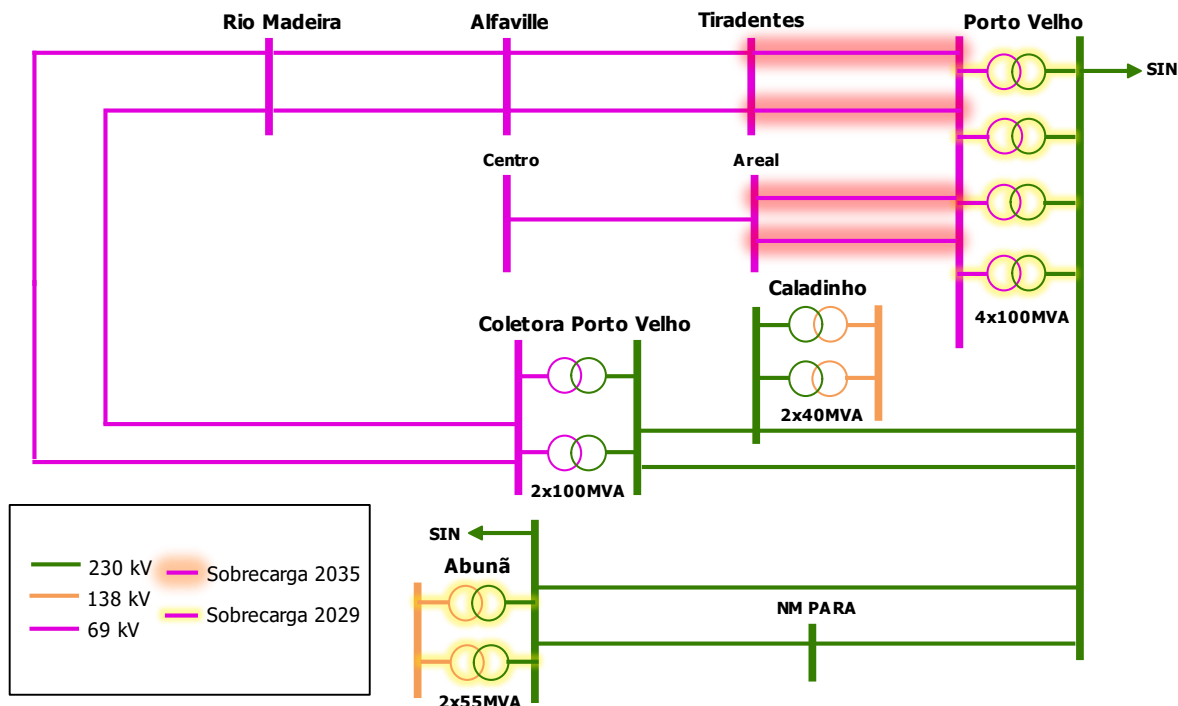 Rio Madeira
Alfaville
Tiradentes
Porto Velho
SIN
Centro
Areal
Caladinho
4x100MVA
Coletora Porto Velho
2x40MVA
2x100MVA
SIN
Abunã
NM PARA
2x55MVA
230 kV
138 kV
69 kV
Sobrecarga 2035
Sobrecarga 2029